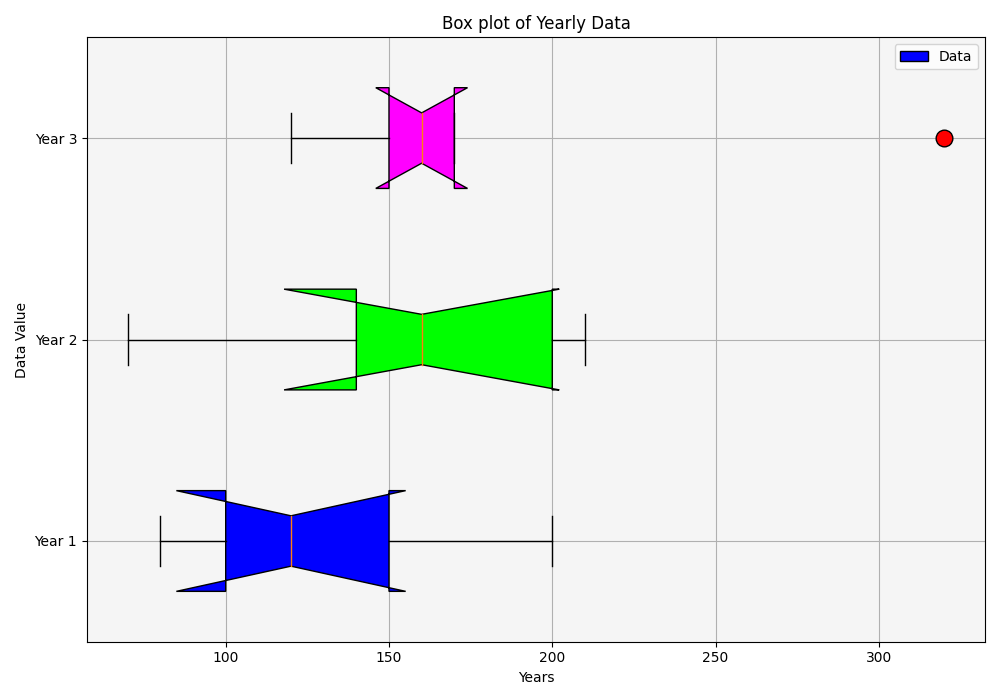 Box plot of Yearly Data
Data
Year 3
Year 2
Year 1
Data Value
100 150 200 250 300
Years